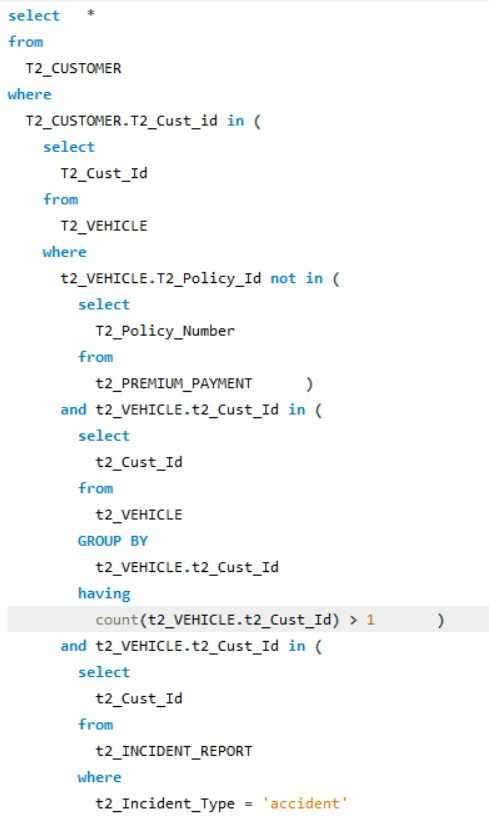 select *
from
T2_CUSTOMER
where
T2_CUSTOMER.T2_Cust_id in (
select
T2_Cust_Id
from
T2_VEHICLE
where
t2_VEHICLE.T2_Policy_Id not in (
select
T2_Policy_Number
from
t2_PREMIUM_PAYMENT )
and t2_VEHICLE.t2_Cust_Id in (
select
t2_Cust_Id
from
t2_VEHICLE
GROUP BY
t2_VEHICLE.t2_Cust_Id
having
count(t2_VEHICLE.t2_Cust_Id) > 1 )
and t2_VEHICLE.t2_Cust_Id in (
select
t2_Cust_Id
from
t2_INCIDENT_REPORT
where
t2_Incident_Type = 'accident'